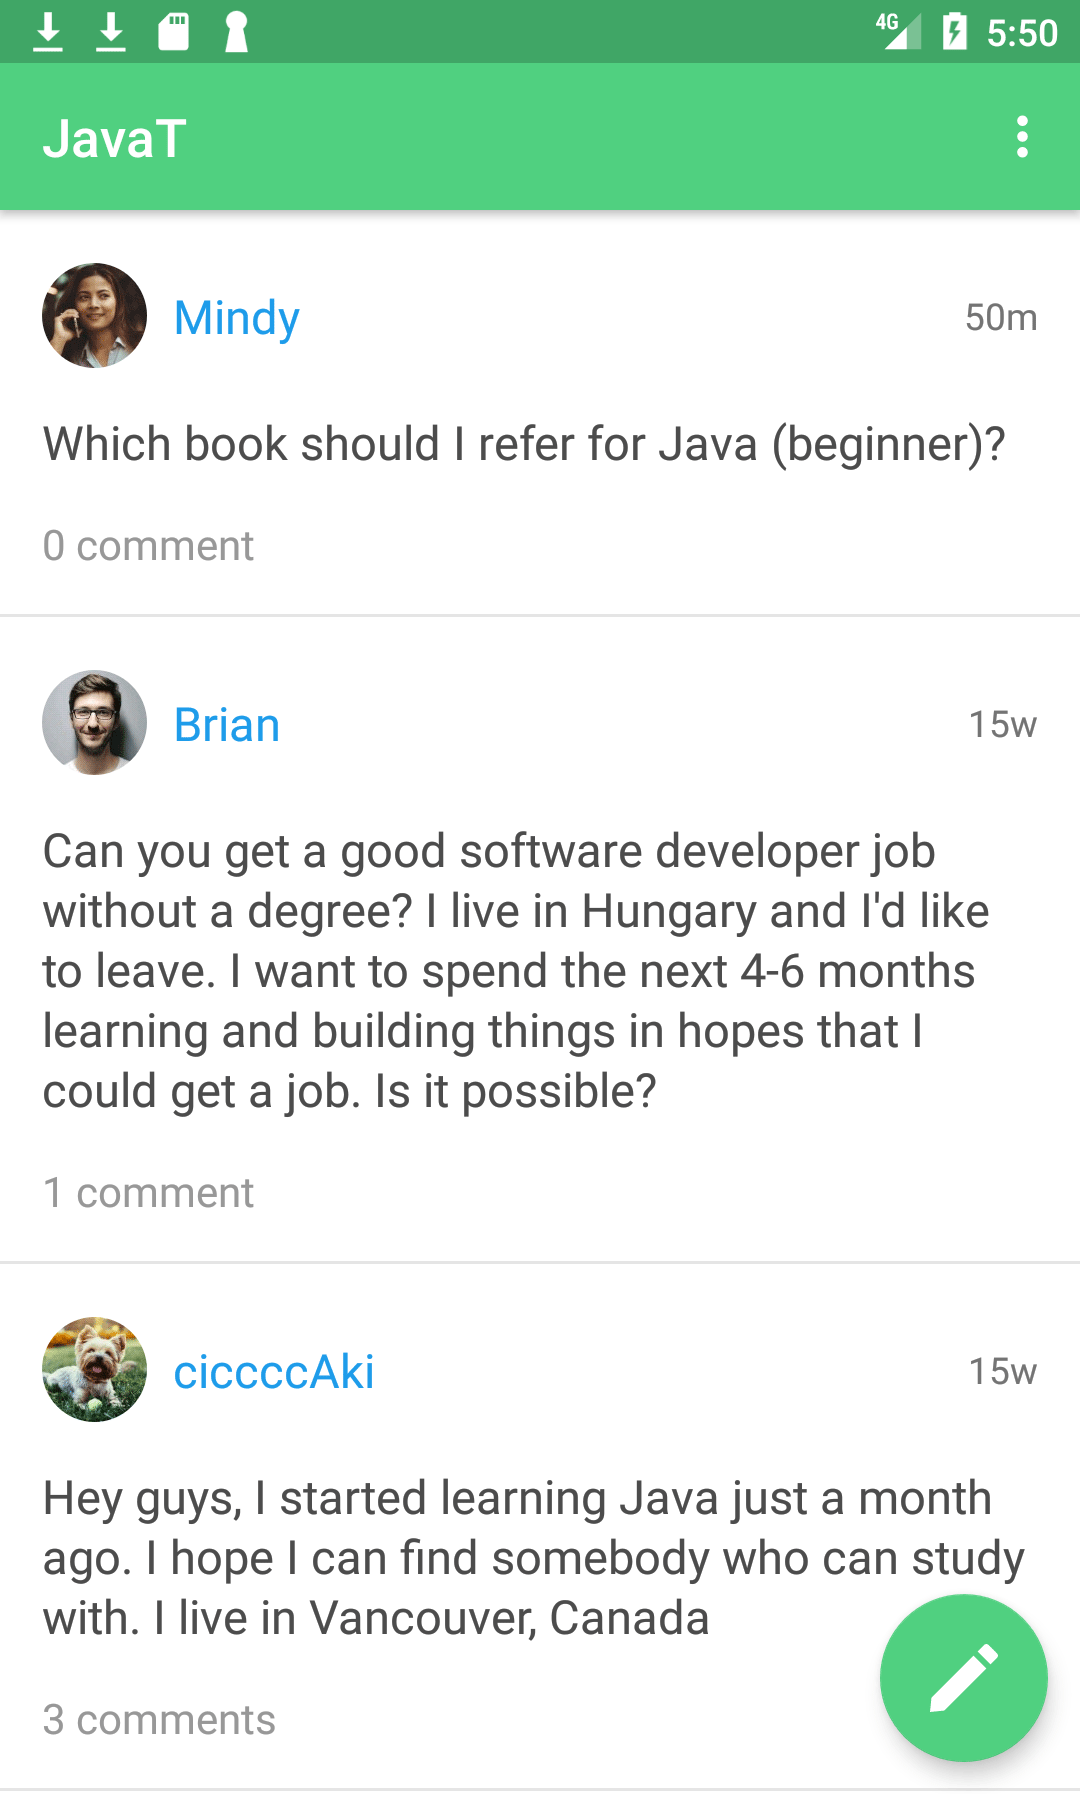 4G 5:50
JavaT
Mindy 50m
Which book should I refer for Java (beginner)?
0 comment
Brian 15w
Can you get a good software developer job
without a degree? I live in Hungary and I'd like
to leave. I want to spend the next 4-6 months
learning and building things in hopes that I
could get a job. Is it possible?
1 comment
ciccccAki 15w
Hey guys, I started learning Java just a month
ago. I hope I can find somebody who can study
with. I live in Vancouver, Canada
3 comments